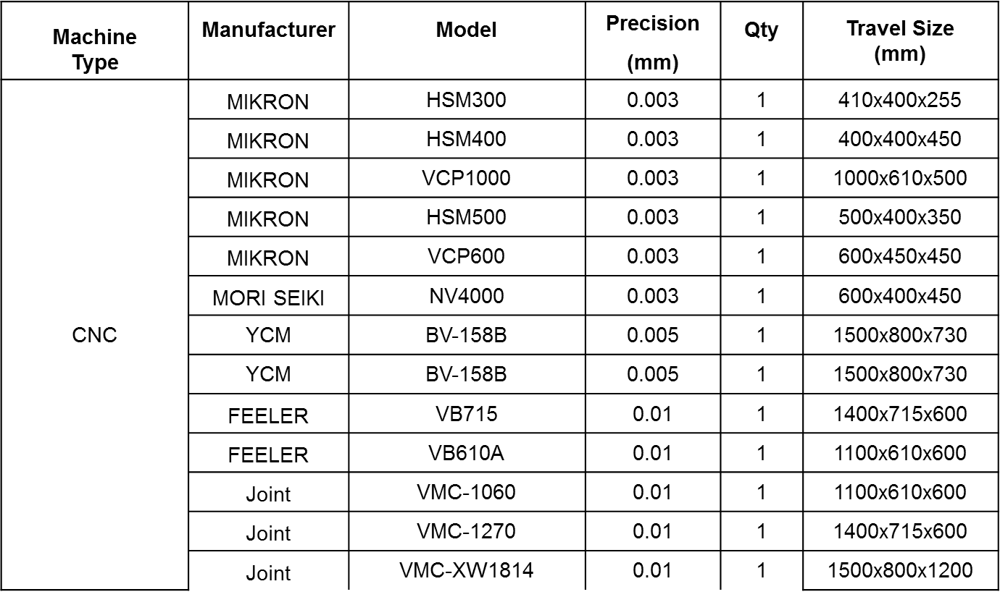 Machine Type Manufacturer Model Precision (mm) Qty Travel Size (mm)
CNC
MIKRON HSM300 0.003 1 410x400x255
MIKRON HSM400 0.003 1 400x400x450
MIKRON VCP1000 0.003 1 1000x610x500
MIKRON HSM500 0.003 1 500x400x350
MIKRON VCP600 0.003 1 600x450x450
MORI SEIKI NV4000 0.003 1 600x400x450
YCM BV-158B 0.005 1 1500x800x730
YCM BV-158B 0.005 1 1500x800x730
FEELER VB715 0.01 1 1400x715x600
FEELER VB610A 0.01 1 1100x610x600
Joint VMC-1060 0.01 1 1100x610x600
Joint VMC-1270 0.01 1 1400x715x600
Joint VMC-XW1814 0.01 1 1500x800x1200